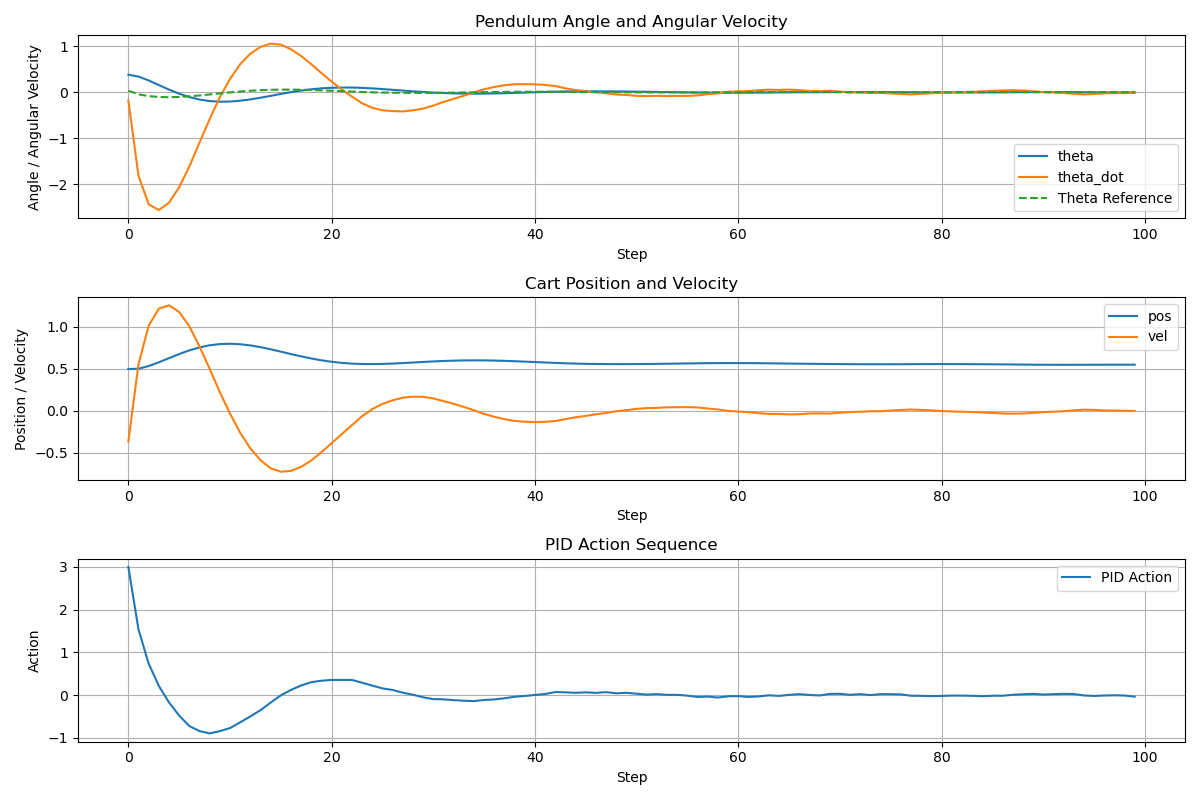 Pendulum Angle and Angular Velocity
Angle / Angular Velocity
1
0
−1
−2
theta
theta_dot
Theta Reference
0 20 40 60 80 100
Step
Cart Position and Velocity
Position / Velocity
1.0
0.5
0.0
−0.5
pos
vel
0 20 40 60 80 100
Step
PID Action Sequence
Action
3
2
1
0
−1
PID Action
0 20 40 60 80 100
Step